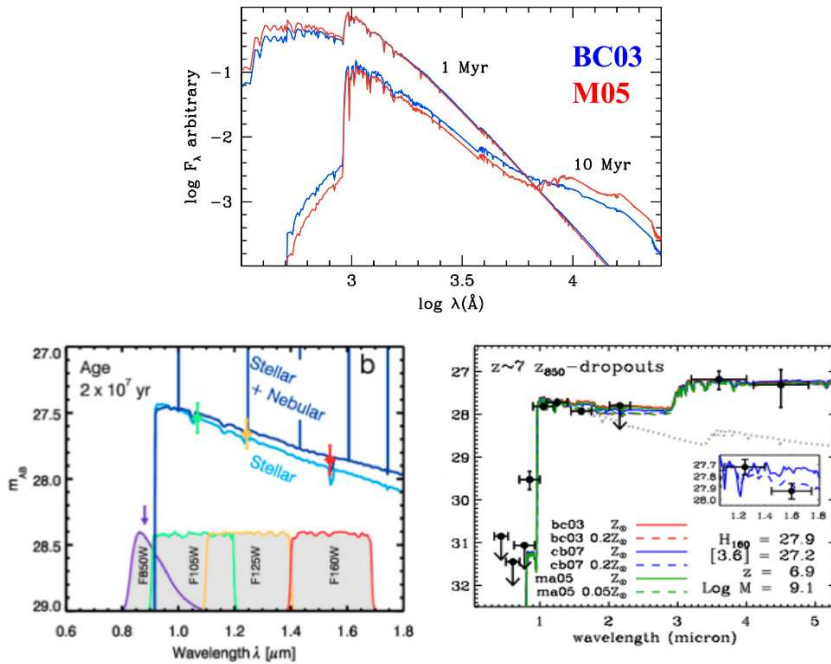 BC03
M05
1 Myr
10 Myr
-1
-2
-3
log F_λ arbitrary
3
3.5
4
log λ(Å)
27.0
27.5
28.0
28.5
29.0
m_AB
Age
2 x 10⁷ yr
b
Stellar
+ Nebular
Stellar
F850W
F105W
F125W
F160W
0.6
0.8
1.0
1.2
1.4
1.6
1.8
Wavelength λ [μm]
z~7 z₈₅₀-dropouts
27
28
29
30
31
32
m_AB
27.7
27.8
27.9
28.0
1.2 1.4 1.6 1.8
bc03 Z⊙
bc03 0.2Z⊙
cb07 Z⊙
cb07 0.2Z⊙
ma05 Z⊙
ma05 0.05Z⊙
H₁₆₀ = 27.9
[3.6] = 27.2
z = 6.9
Log M = 9.1
1
2
3
4
5
wavelength (micron)